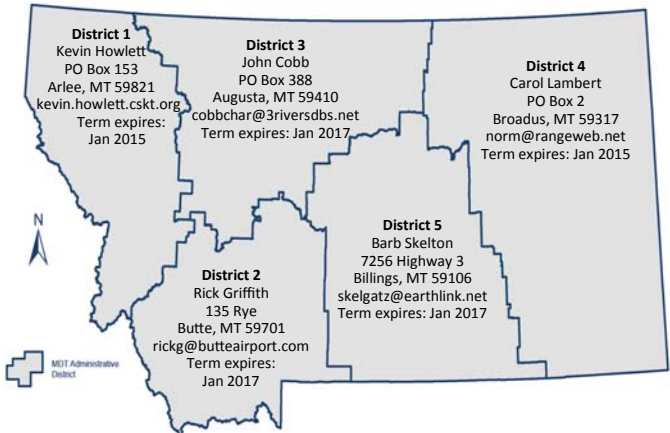 District 1
Kevin Howlett
PO Box 153
Arlee, MT 59821
kevin.howlett.cskt.org
Term expires:
Jan 2015
District 3
John Cobb
PO Box 388
Augusta, MT 59410
cobbchar@3riversdbs.net
Term expires: Jan 2017
District 4
Carol Lambert
PO Box 2
Broadus, MT 59317
norm@rangeweb.net
Term expires: Jan 2015
District 5
Barb Skelton
7256 Highway 3
Billings, MT 59106
skelgatz@earthlink.net
Term expires: Jan 2017
District 2
Rick Griffith
135 Rye
Butte, MT 59701
rickg@butteairport.com
Term expires:
Jan 2017
N
MDT Administrative
District